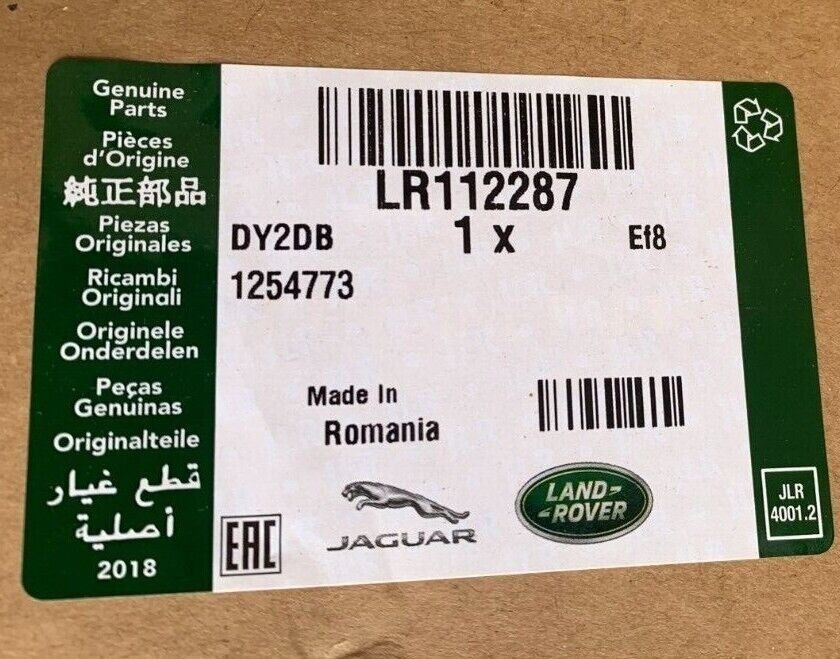 Genuine
Parts
Pièces
d'Origine
純正部品
Piezas
Originales
Ricambi
Originali
Originele
Onderdelen
Peças
Genuinas
Originalteile
قطع غيار
أصلية
2018
LR112287
DY2DB
1 x
Ef8
1254773
Made In
Romania
EAC
JAGUAR
LAND-
-ROVER
JLR
4001.2